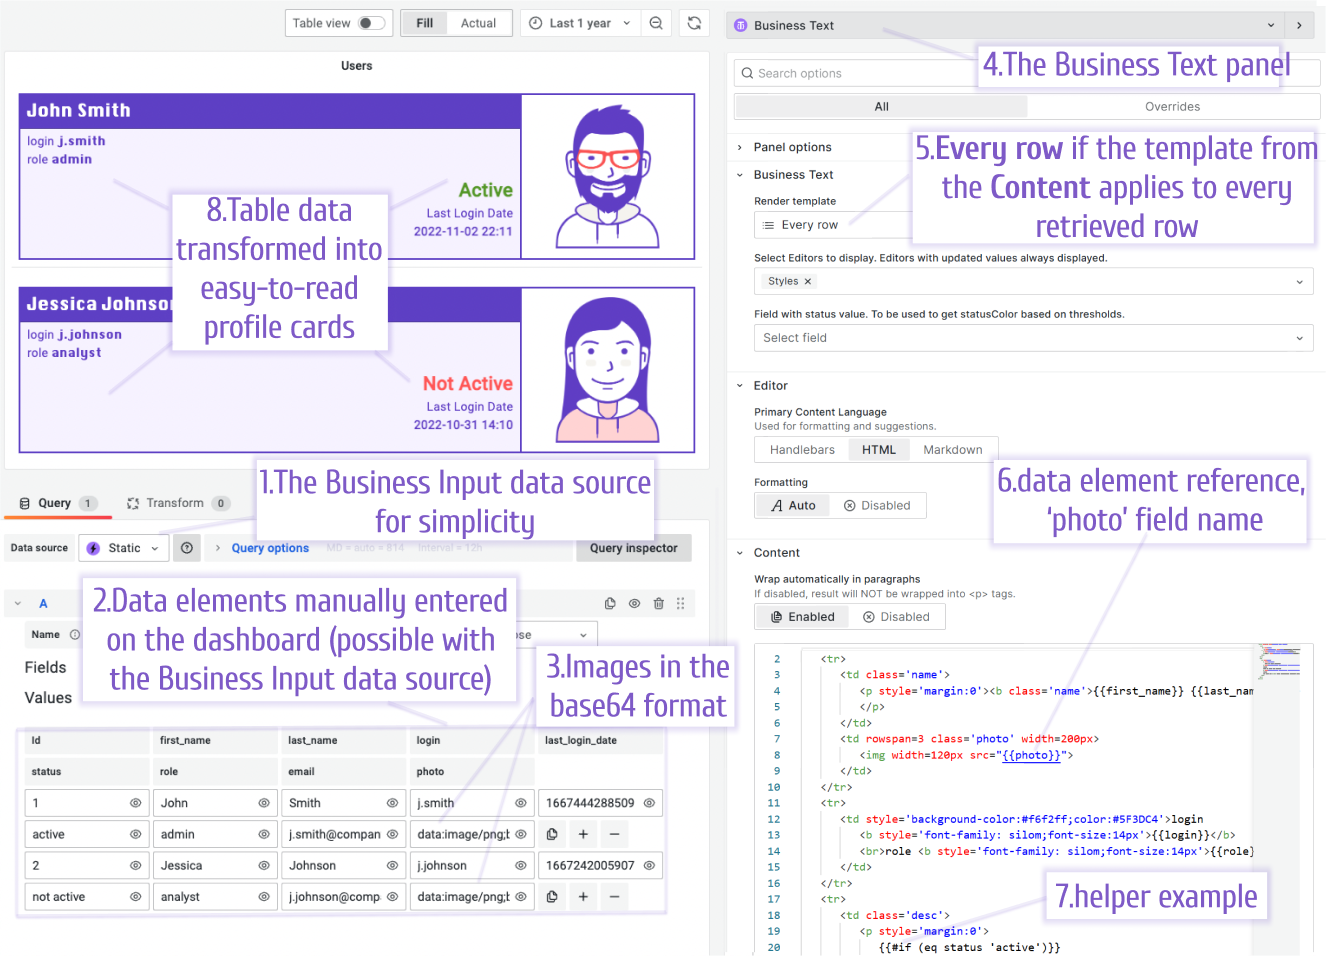 Table view
Fill
Actual
Last 1 year
Users
John Smith
login j.smith
role admin
Active
Last Login Date
2022-11-02 22:11
8.Table data
transformed into
easy-to-read
profile cards
Jessica Johnson
login j.johnson
role analyst
Not Active
Last Login Date
2022-10-31 14:10
1.The Business Input data source
for simplicity
Query 1
Transform 0
Data source
Static
Query options
MD = auto = 814
Interval = 12h
Query inspector
A
2.Data elements manually entered
on the dashboard (possible with
the Business Input data source)
Name
Fields
Values
3.Images in the
base64 format
Id first_name last_name login last_login_date
status role email photo
1 John Smith j.smith 1667444288509
active admin j.smith@compan data:image/png;b
2 Jessica Johnson j.johnson 1667242005907
not active analyst j.johnson@comp data:image/png;b
Business Text
4.The Business Text panel
Search options
All
Overrides
Panel options
5.Every row if the template from
the Content applies to every
retrieved row
Business Text
Render template
Every row
Select Editors to display. Editors with updated values always displayed.
Styles
Field with status value. To be used to get statusColor based on thresholds.
Select field
Editor
Primary Content Language
Used for formatting and suggestions.
Handlebars
HTML
Markdown
6.data element reference,
‘photo’ field name
Formatting
Auto
Disabled
Content
Wrap automatically in paragraphs
If disabled, result will NOT be wrapped into <p> tags.
Enabled
Disabled
2 <tr>
3 <td class='name'>
4 <p style='margin:0'><b class='name'>{{first_name}} {{last_nam
5 </p>
6 </td>
7 <td rowspan=3 class='photo' width=200px>
8 <img width=120px src="{{photo}}">
9 </td>
10 </tr>
11 <tr>
12 <td style='background-color:#f6f2ff;color:#5F3DC4'>login
13 <b style='font-family: silom;font-size:14px'>{{login}}</b>
14 <br>role <b style='font-family: silom;font-size:14px'>{{role}
15 </td>
16 </tr>
17 <tr>
18 <td class='desc'>
19 <p style='margin:0'>
20 {{#if (eq status 'active')}}
7.helper example